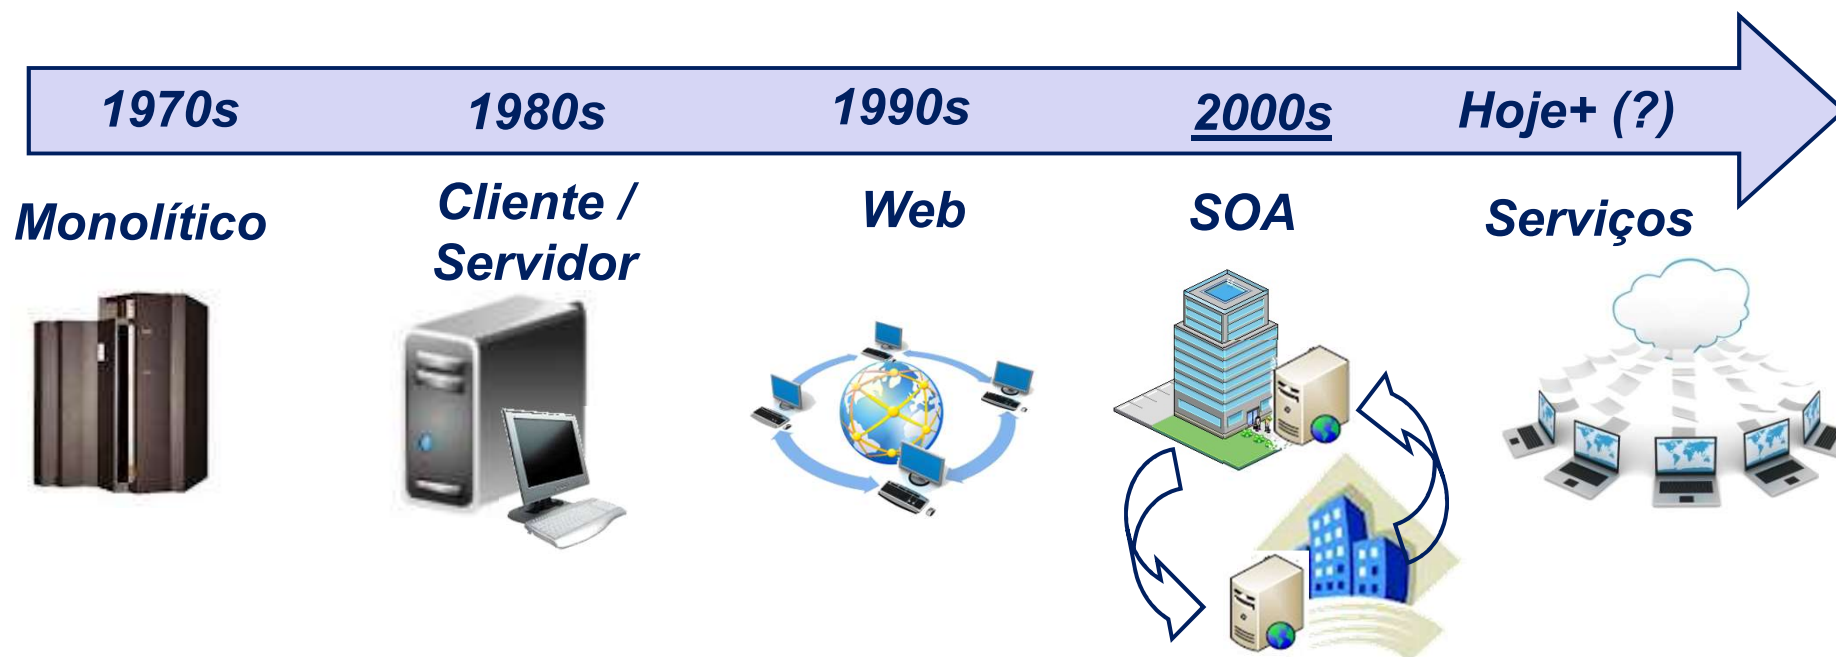 1970s
1980s
1990s
2000s
Hoje+ (?)
Monolítico
Cliente /
Servidor
Web
SOA
Serviços